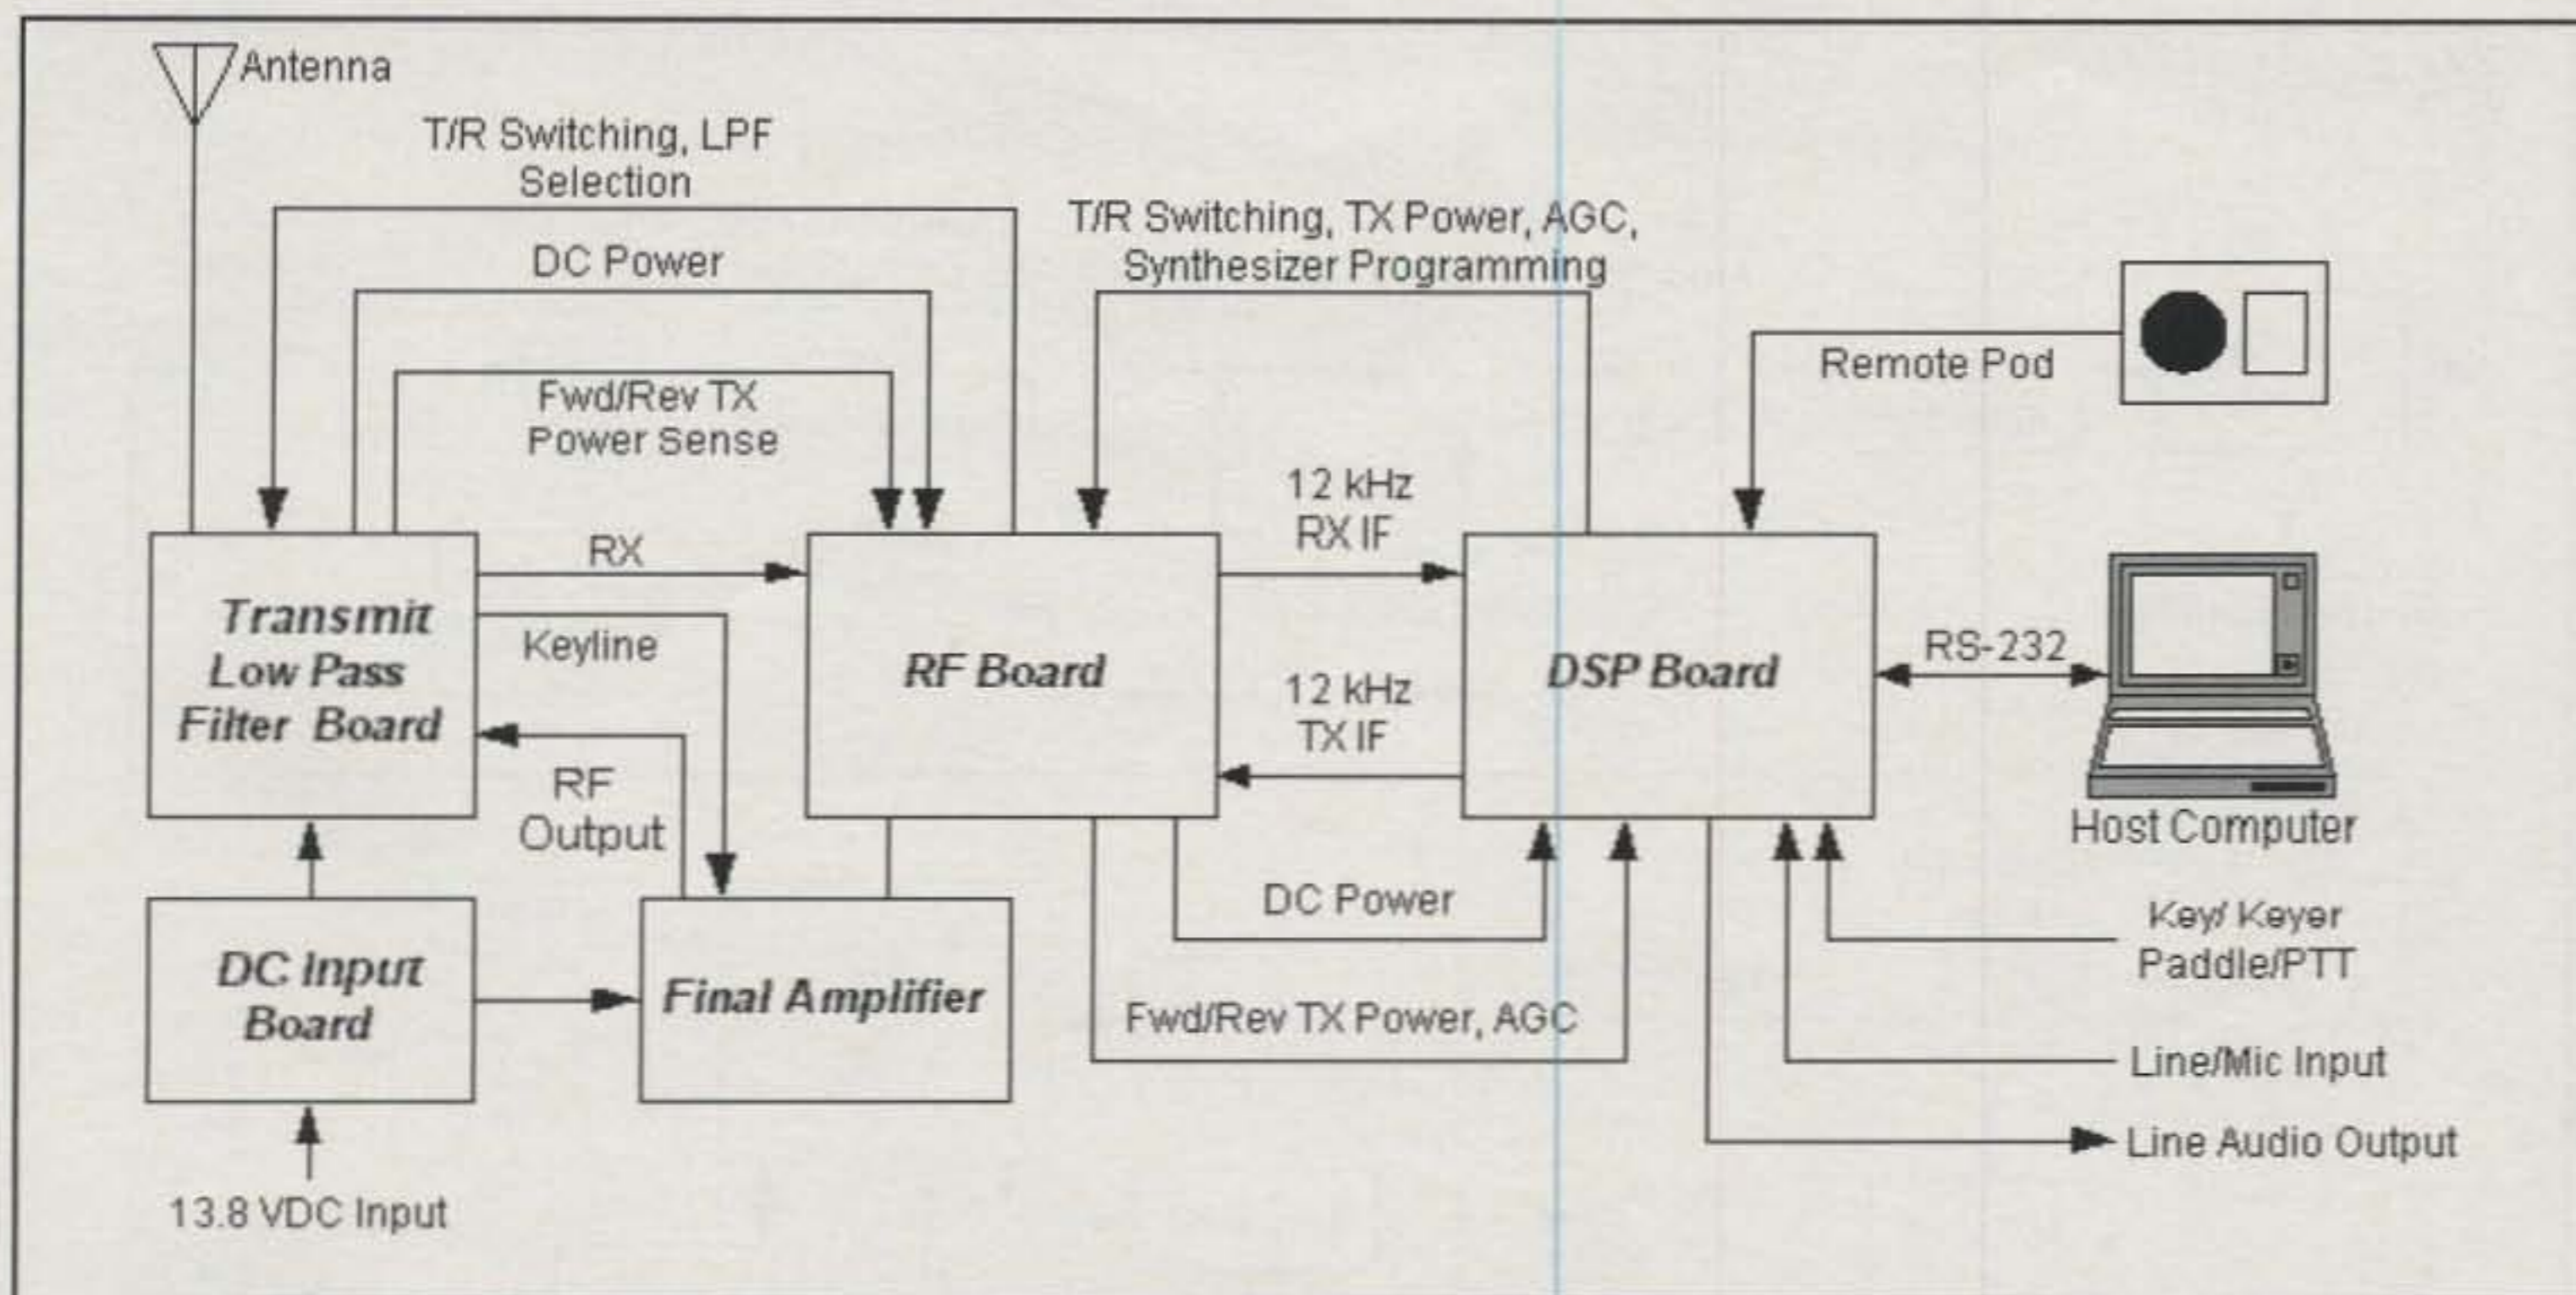 Antenna
T/R Switching, LPF
Selection
DC Power
Fwd/Rev TX
Power Sense
T/R Switching, TX Power, AGC,
Synthesizer Programming
Remote Pod
RX
Keyline
RF
Output
12 kHz
RX IF
12 kHz
TX IF
Transmit
Low Pass
Filter Board
RF Board
DSP Board
RS-232
Host Computer
DC Input
Board
Final Amplifier
DC Power
Fwd/Rev TX Power, AGC
Key/ Keyer
Paddle/PTT
Line/Mic Input
Line Audio Output
13.8 VDC Input